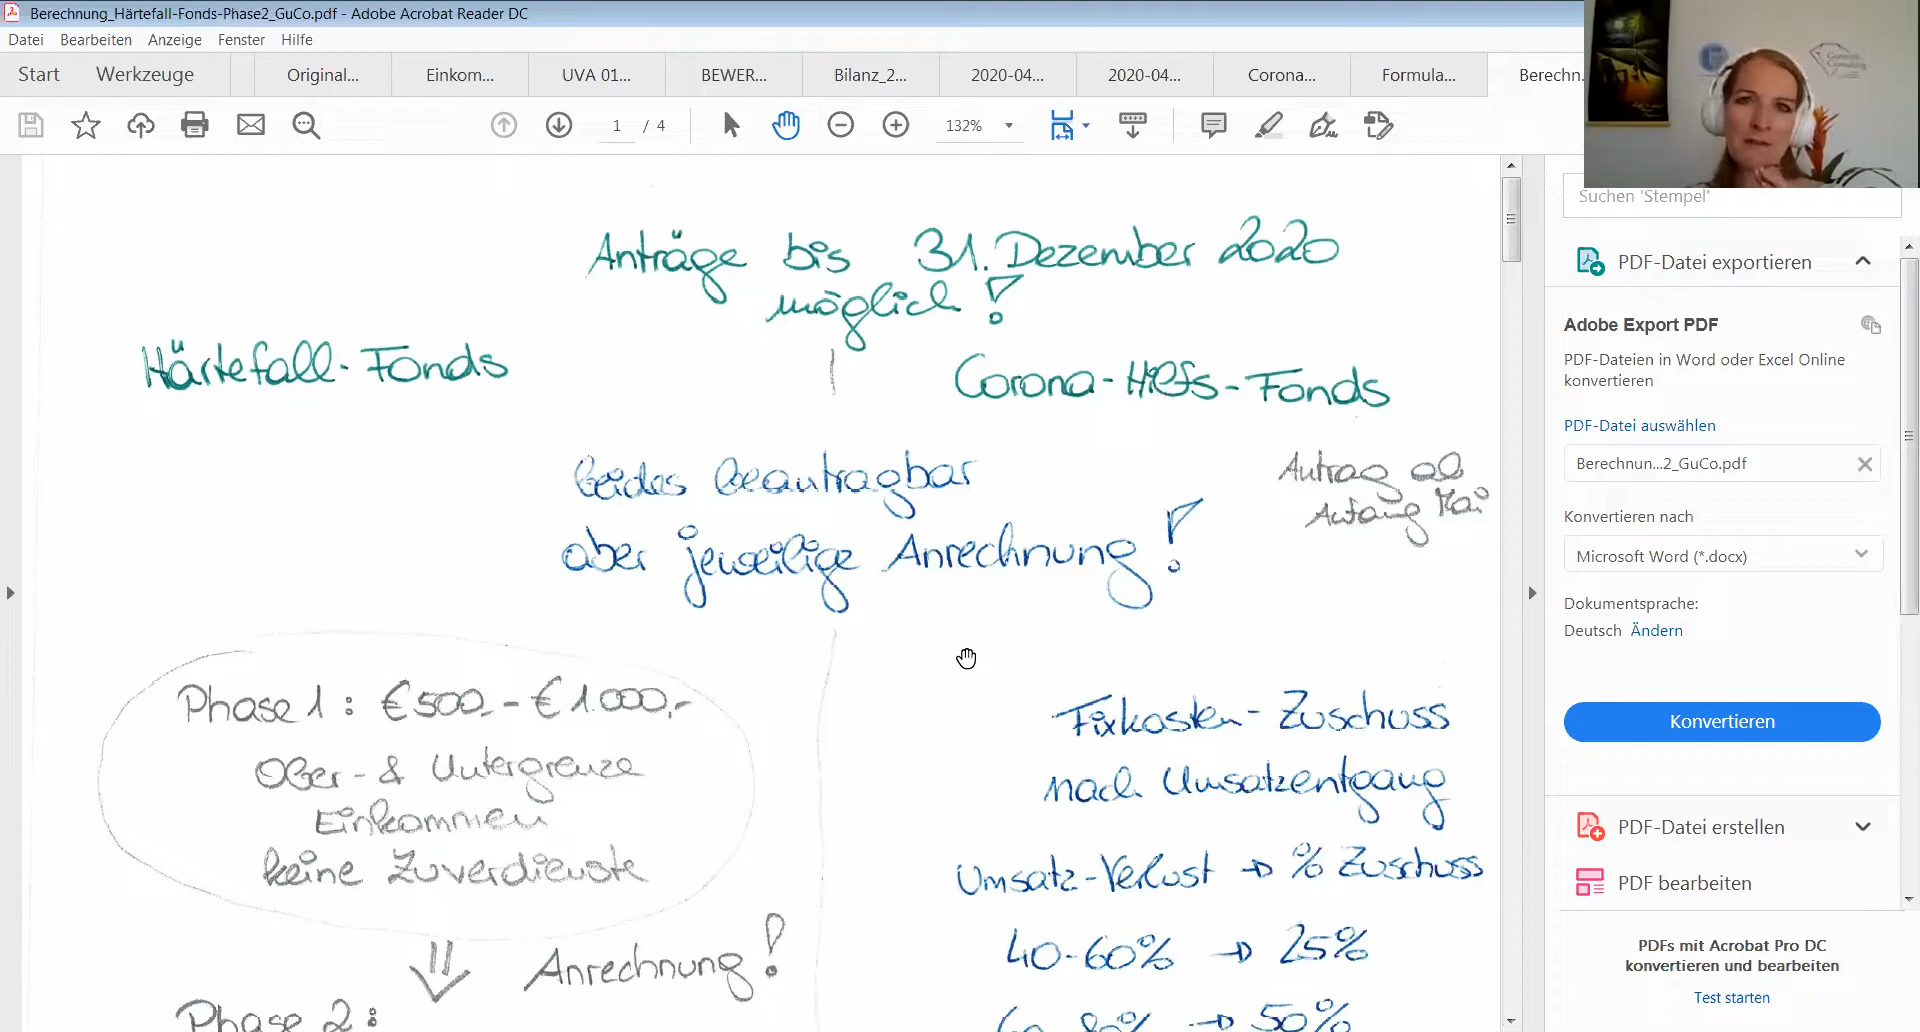 Berechnung_Härtefall-Fonds-Phase2_GuCo.pdf - Adobe Acrobat Reader DC
Datei Bearbeiten Anzeige Fenster Hilfe
Start Werkzeuge Original... Einkom... UVA 01... BEWER... Bilanz_2... 2020-04... 2020-04... Corona... Formula... Berechn.
1 / 4 132%
Suchen 'Stempel'
Anträge bis 31. Dezember 2020
möglich!
Härtefall-Fonds
Corona-Hilfs-Fonds
beides beantragbar
Antrag ab
Anfang Mai
aber jeweilige Anrechnung!
Phase 1: €500,- - €1.000,-
Ober- & Untergrenze
Einkommen
keine Zuverdienste
Anrechnung!
Phase 2:
Fixkosten-Zuschuss
nach Umsatzentgang
Umsatz-Verlust → % Zuschuss
40-60% → 25%
60-80% → 50%
PDF-Datei exportieren
Adobe Export PDF
PDF-Dateien in Word oder Excel Online
konvertieren
PDF-Datei auswählen
Berechnun...2_GuCo.pdf
Konvertieren nach
Microsoft Word (*.docx)
Dokumentsprache:
Deutsch Ändern
Konvertieren
PDF-Datei erstellen
PDF bearbeiten
PDFs mit Acrobat Pro DC
konvertieren und bearbeiten
Test starten